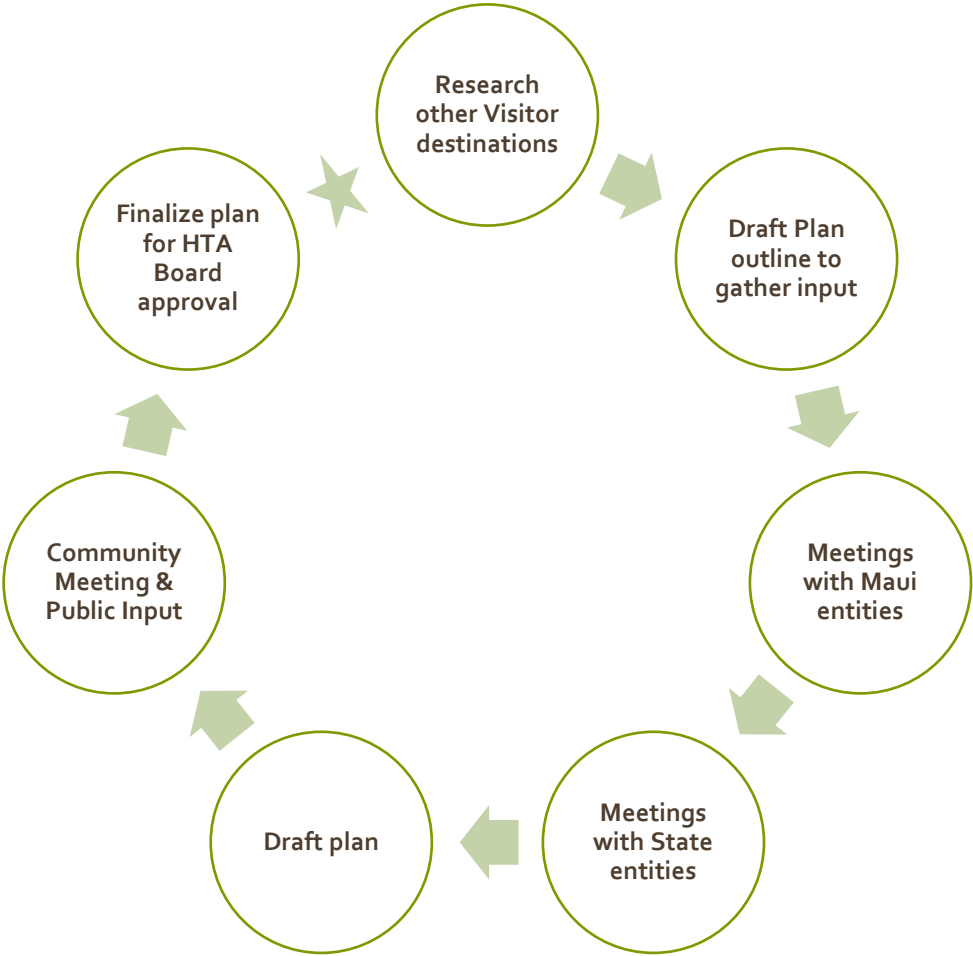 Research
other Visitor
destinations
Draft Plan
outline to
gather input
Meetings
with Maui
entities
Meetings
with State
entities
Draft plan
Community
Meeting &
Public Input
Finalize plan
for HTA
Board
approval